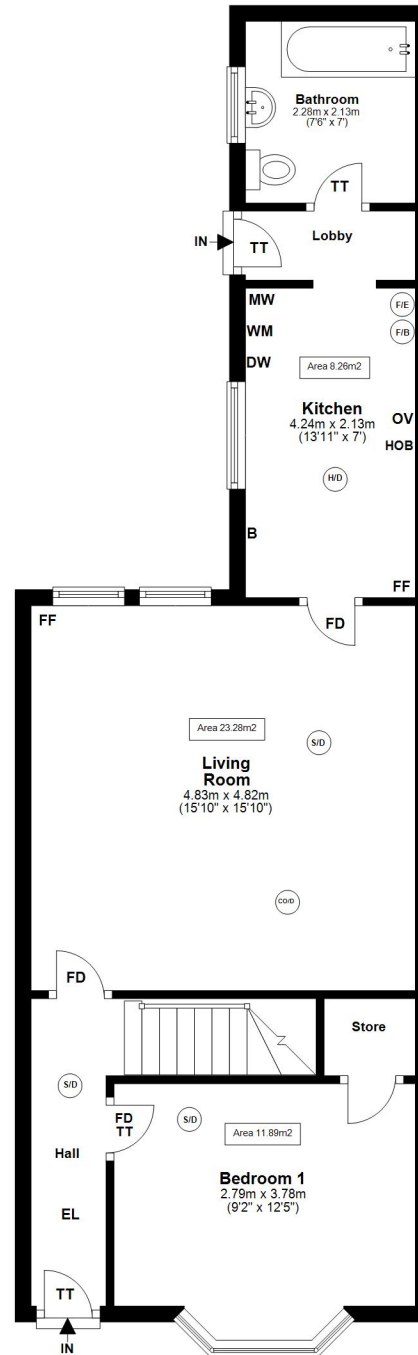 Bathroom
2.28m x 2.13m
(7'6" x 7')
TT
Lobby
IN
TT
MW
WM
DW
F/E
F/B
Area 8.26m2
Kitchen
4.24m x 2.13m
(13'11" x 7')
OV
HOB
H/D
B
FF
FD
FF
Area 23.28m2
S/D
Living
Room
4.83m x 4.82m
(15'10" x 15'10")
CO/D
FD
Store
S/D
FD
TT
S/D
Area 11.89m2
Hall
Bedroom 1
2.79m x 3.78m
(9'2" x 12'5")
EL
TT
IN